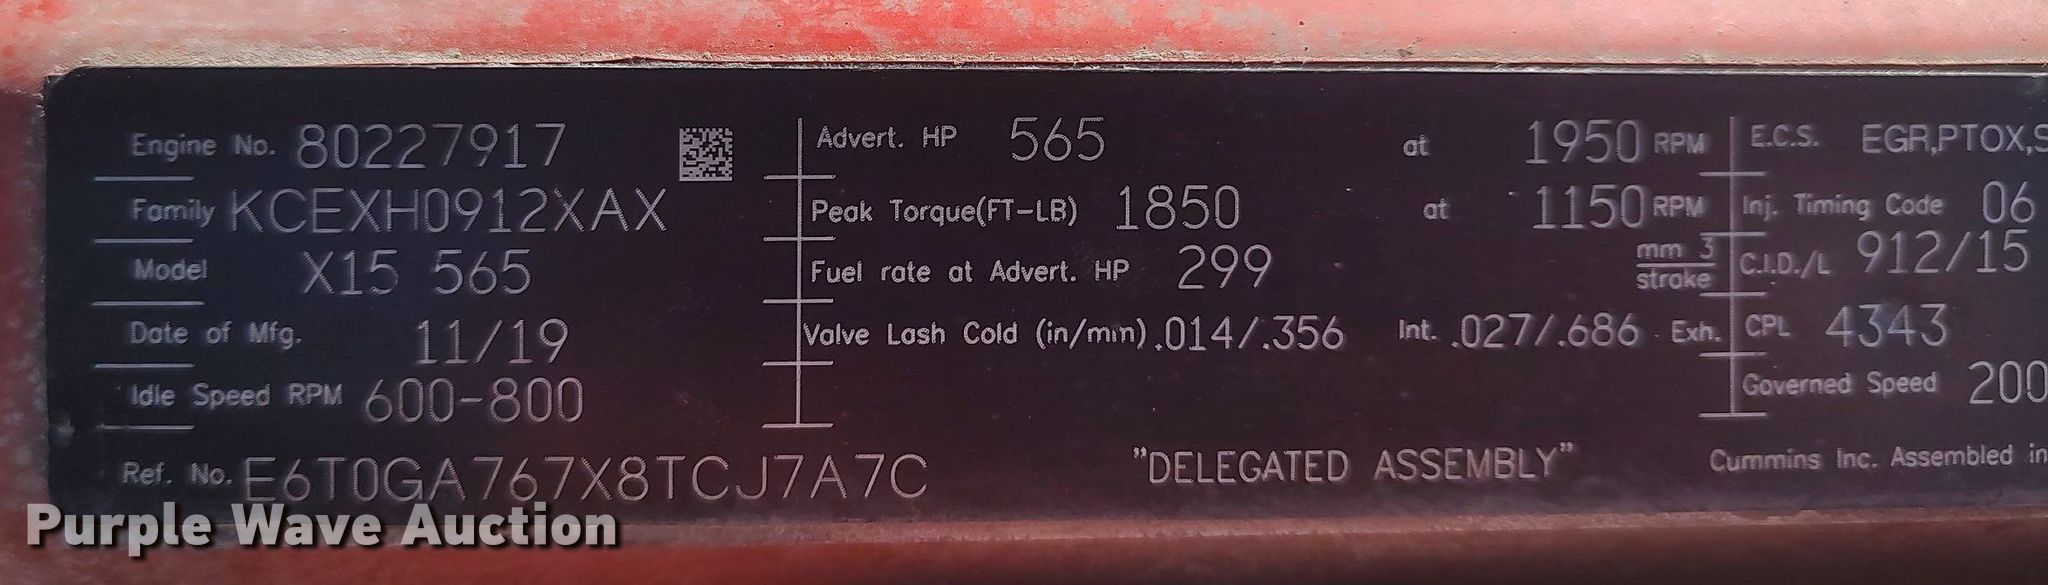 Engine No. 80227917
Family KCEXH0912XAX
Model X15 565
Date of Mfg. 11/19
Idle Speed RPM 600-800
Ref. No. E6T0GA767X8TCJ7A7C
Advert. HP 565 at 1950 RPM
Peak Torque(FT-LB) 1850 at 1150 RPM
Fuel rate at Advert. HP 299 mm 3 stroke
Valve Lash Cold (in/mm) .014/.356 Int. .027/.686 Exh.
"DELEGATED ASSEMBLY"
E.C.S. EGR,PTOX,S
Inj. Timing Code 06
C.I.D./L 912/15
CPL 4343
Governed Speed 200
Cummins Inc. Assembled in
Purple Wave Auction